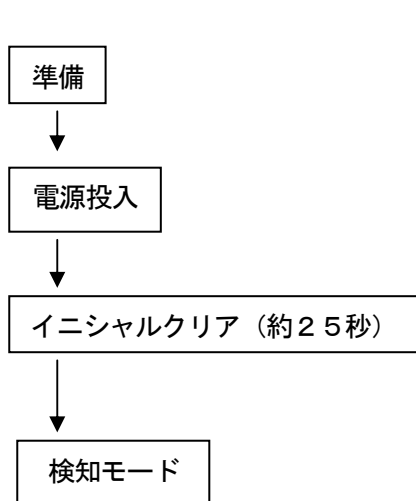 準備
電源投入
イニシャルクリア（約２５秒）
検知モード